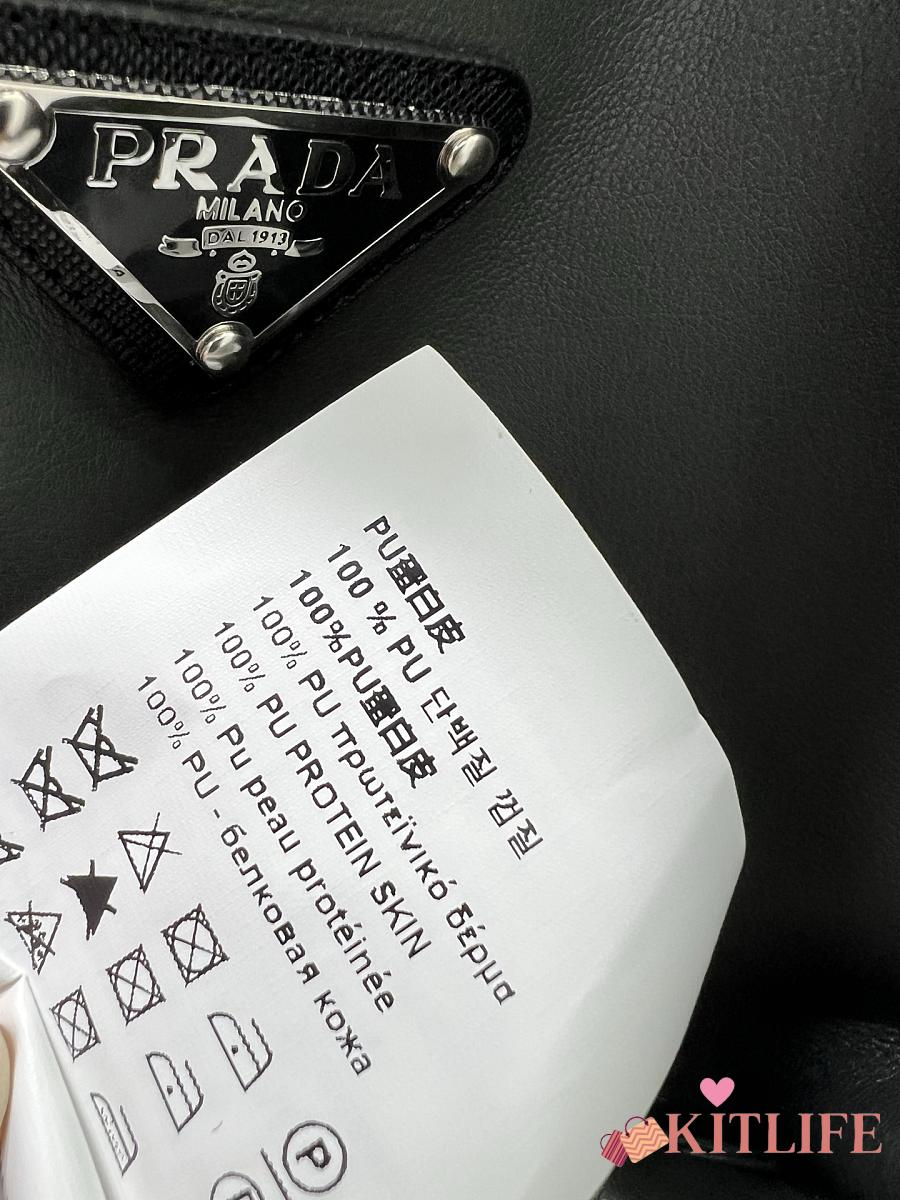 PRADA
MILANO
DAL 1913
PU蛋白皮
100 % PU 단백질 껍질
100%PU蛋白皮
100% PU πρωτεϊνικό δέρμα
100% PU PROTEIN SKIN
100% Pu peau protéinée
100% PU - белковая кожа
P
P
KITLIFE